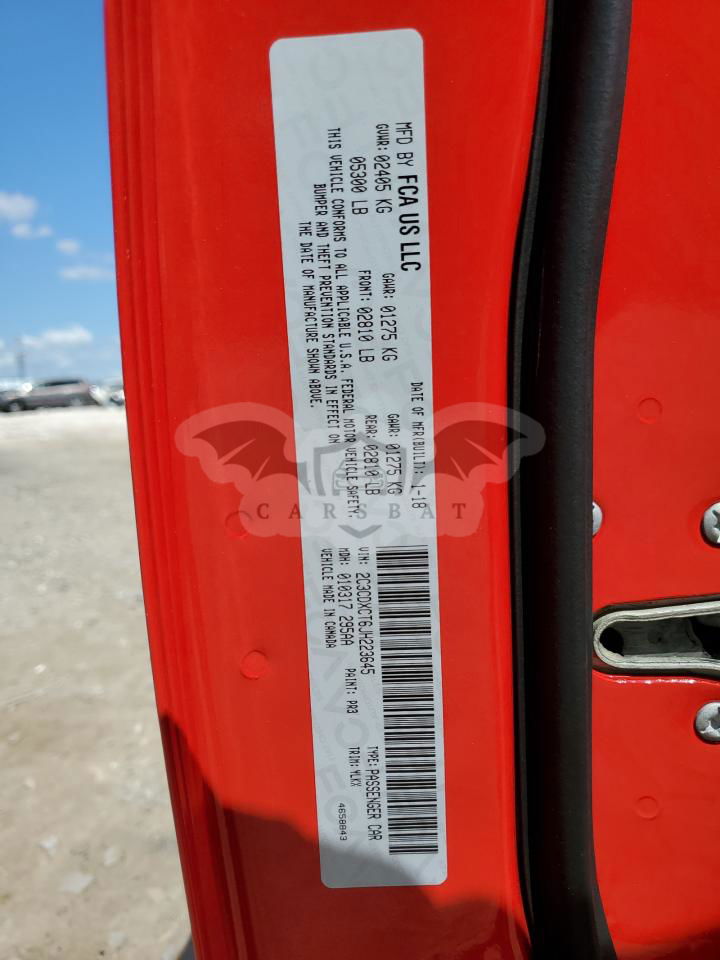 MFD BY FCA US LLC
DATE OF MFR(BUILT): 1-18
GVWR: 02405 KG
GAWR: 01275 KG
GAWR: 01275 KG
05300 LB
FRONT: 02810 LB
REAR: 02810 LB
THIS VEHICLE CONFORMS TO ALL APPLICABLE U.S.A. FEDERAL MOTOR VEHICLE SAFETY,
BUMPER AND THEFT PREVENTION STANDARDS IN EFFECT ON
THE DATE OF MANUFACTURE SHOWN ABOVE.
VIN: 2C3CDXCT6JH223645
TYPE: PASSENGER CAR
MDH: 010317 295AA
PAINT: PR3
TRIM: YLKX
VEHICLE MADE IN CANADA
4658843
CARSBAT